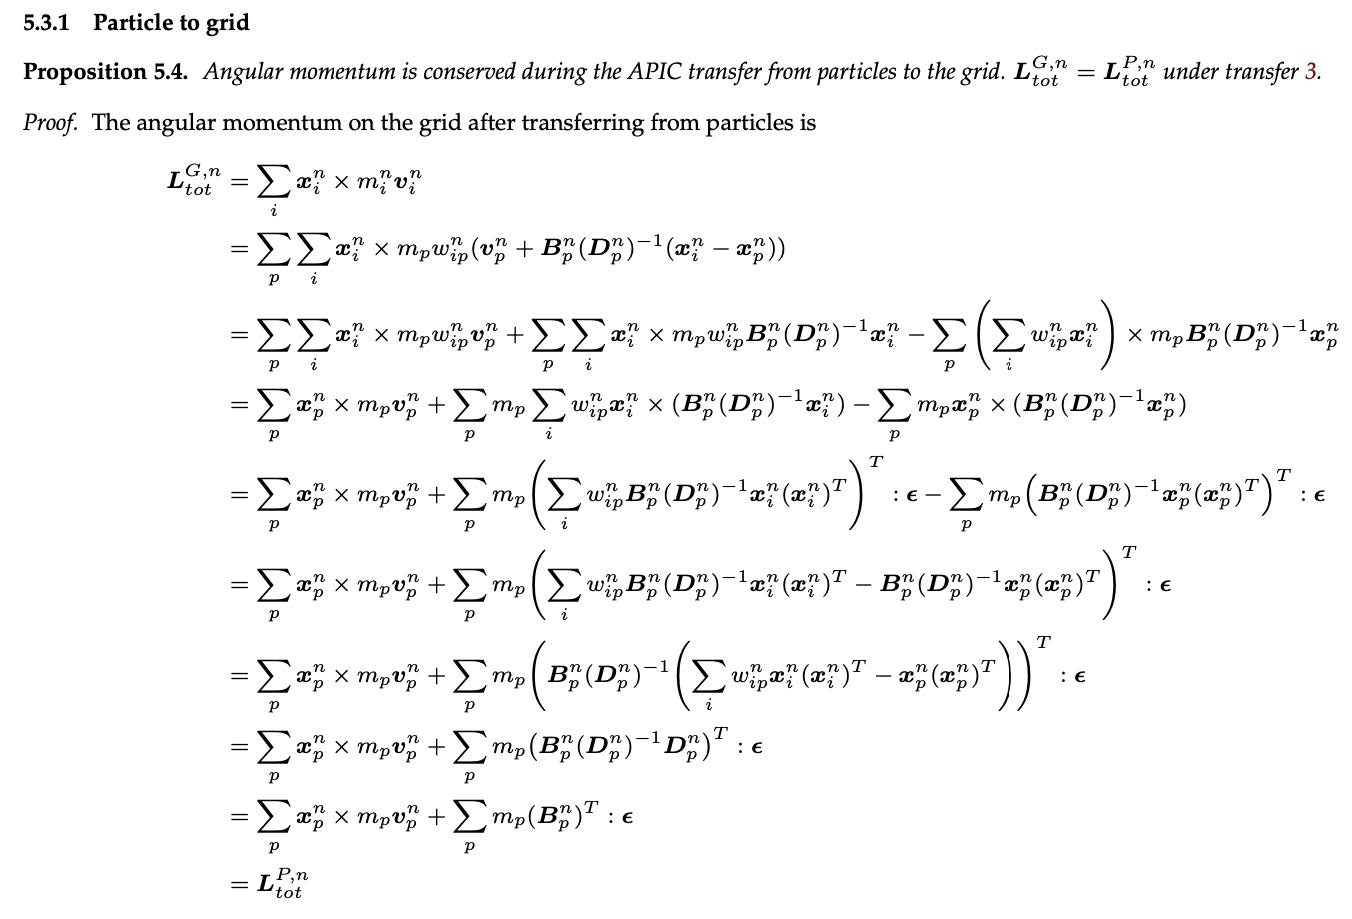 5.3.1 Particle to grid
Proposition 5.4. Angular momentum is conserved during the APIC transfer from particles to the grid. $\boldsymbol{L}_{tot}^{G,n} = \boldsymbol{L}_{tot}^{P,n}$ under transfer 3.
Proof. The angular momentum on the grid after transferring from particles is
$\boldsymbol{L}_{tot}^{G,n} = \sum_i \boldsymbol{x}_i^n \times m_i^n \boldsymbol{v}_i^n$
$= \sum_p \sum_i \boldsymbol{x}_i^n \times m_p w_{ip}^n (\boldsymbol{v}_p^n + \boldsymbol{B}_p^n (\boldsymbol{D}_p^n)^{-1} (\boldsymbol{x}_i^n - \boldsymbol{x}_p^n))$
$= \sum_p \sum_i \boldsymbol{x}_i^n \times m_p w_{ip}^n \boldsymbol{v}_p^n + \sum_p \sum_i \boldsymbol{x}_i^n \times m_p w_{ip}^n \boldsymbol{B}_p^n (\boldsymbol{D}_p^n)^{-1} \boldsymbol{x}_i^n - \sum_p \left( \sum_i w_{ip}^n \boldsymbol{x}_i^n \right) \times m_p \boldsymbol{B}_p^n (\boldsymbol{D}_p^n)^{-1} \boldsymbol{x}_p^n$
$= \sum_p \boldsymbol{x}_p^n \times m_p \boldsymbol{v}_p^n + \sum_p m_p \sum_i w_{ip}^n \boldsymbol{x}_i^n \times (\boldsymbol{B}_p^n (\boldsymbol{D}_p^n)^{-1} \boldsymbol{x}_i^n) - \sum_p m_p \boldsymbol{x}_p^n \times (\boldsymbol{B}_p^n (\boldsymbol{D}_p^n)^{-1} \boldsymbol{x}_p^n)$
$= \sum_p \boldsymbol{x}_p^n \times m_p \boldsymbol{v}_p^n + \sum_p m_p \left( \sum_i w_{ip}^n \boldsymbol{B}_p^n (\boldsymbol{D}_p^n)^{-1} \boldsymbol{x}_i^n (\boldsymbol{x}_i^n)^T \right)^T : \boldsymbol{\epsilon} - \sum_p m_p \left( \boldsymbol{B}_p^n (\boldsymbol{D}_p^n)^{-1} \boldsymbol{x}_p^n (\boldsymbol{x}_p^n)^T \right)^T : \boldsymbol{\epsilon}$
$= \sum_p \boldsymbol{x}_p^n \times m_p \boldsymbol{v}_p^n + \sum_p m_p \left( \sum_i w_{ip}^n \boldsymbol{B}_p^n (\boldsymbol{D}_p^n)^{-1} \boldsymbol{x}_i^n (\boldsymbol{x}_i^n)^T - \boldsymbol{B}_p^n (\boldsymbol{D}_p^n)^{-1} \boldsymbol{x}_p^n (\boldsymbol{x}_p^n)^T \right)^T : \boldsymbol{\epsilon}$
$= \sum_p \boldsymbol{x}_p^n \times m_p \boldsymbol{v}_p^n + \sum_p m_p \left( \boldsymbol{B}_p^n (\boldsymbol{D}_p^n)^{-1} \left( \sum_i w_{ip}^n \boldsymbol{x}_i^n (\boldsymbol{x}_i^n)^T - \boldsymbol{x}_p^n (\boldsymbol{x}_p^n)^T \right) \right)^T : \boldsymbol{\epsilon}$
$= \sum_p \boldsymbol{x}_p^n \times m_p \boldsymbol{v}_p^n + \sum_p m_p \left( \boldsymbol{B}_p^n (\boldsymbol{D}_p^n)^{-1} \boldsymbol{D}_p^n \right)^T : \boldsymbol{\epsilon}$
$= \sum_p \boldsymbol{x}_p^n \times m_p \boldsymbol{v}_p^n + \sum_p m_p (\boldsymbol{B}_p^n)^T : \boldsymbol{\epsilon}$
$= \boldsymbol{L}_{tot}^{P,n}$